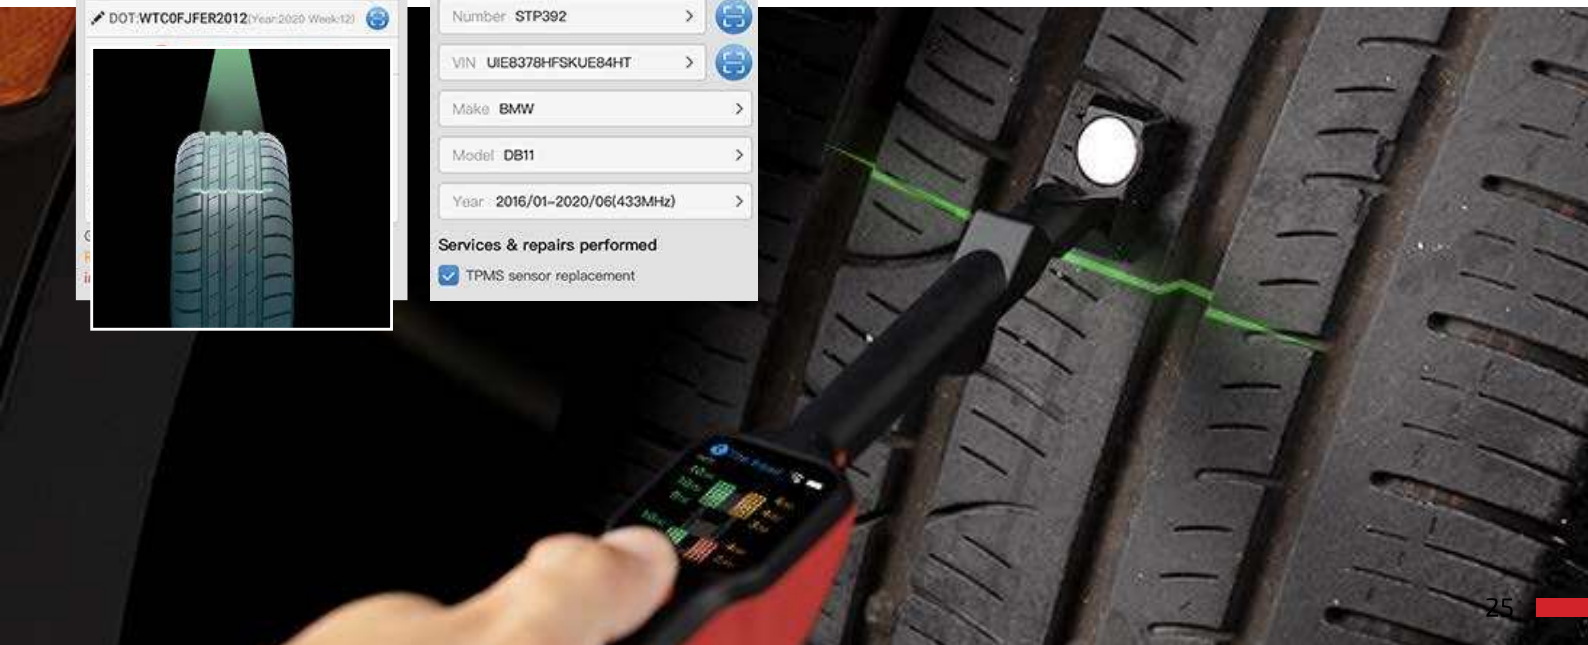 DOT:WTC0FJFER2012(Year:2020 Week:12)
Number STP392
VIN UIE8378HFSKUE84HT
Make BMW
Model DB11
Year 2016/01-2020/06(433MHz)
Services & repairs performed
TPMS sensor replacement
25